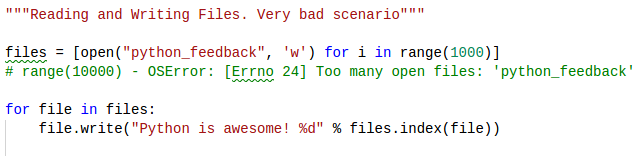 """Reading and Writing Files. Very bad scenario"""
files = [open("python_feedback", 'w') for i in range(1000)]
# range(10000) - OSError: [Errno 24] Too many open files: 'python_feedback'
for file in files:
    file.write("Python is awesome! %d" % files.index(file))